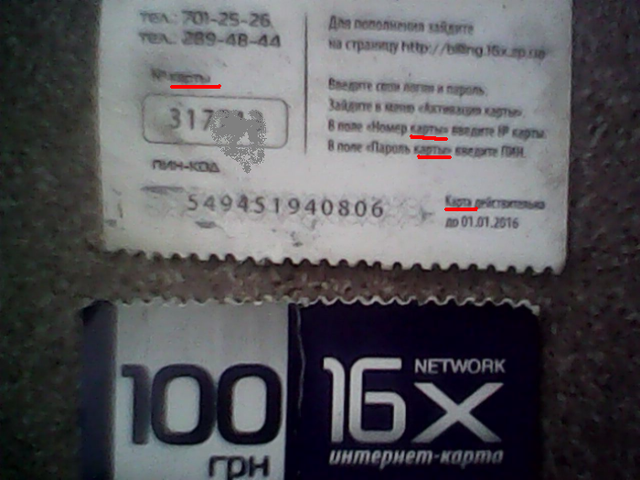 тел.: 701-25-26
тел.: 289-48-44
№ карты
317
ПИН-КОД
549451940806
Для пополнения зайдите
на страницу http://billing.16x.zp.ua
Введите свои логин и пароль.
Зайдите в меню «Активация карты».
В поле «Номер карты» введите № карты.
В поле «Пароль карты» введите ПИН.
Карта действительна
до 01.01.2016
100
грн
16x
NETWORK
интернет-карта